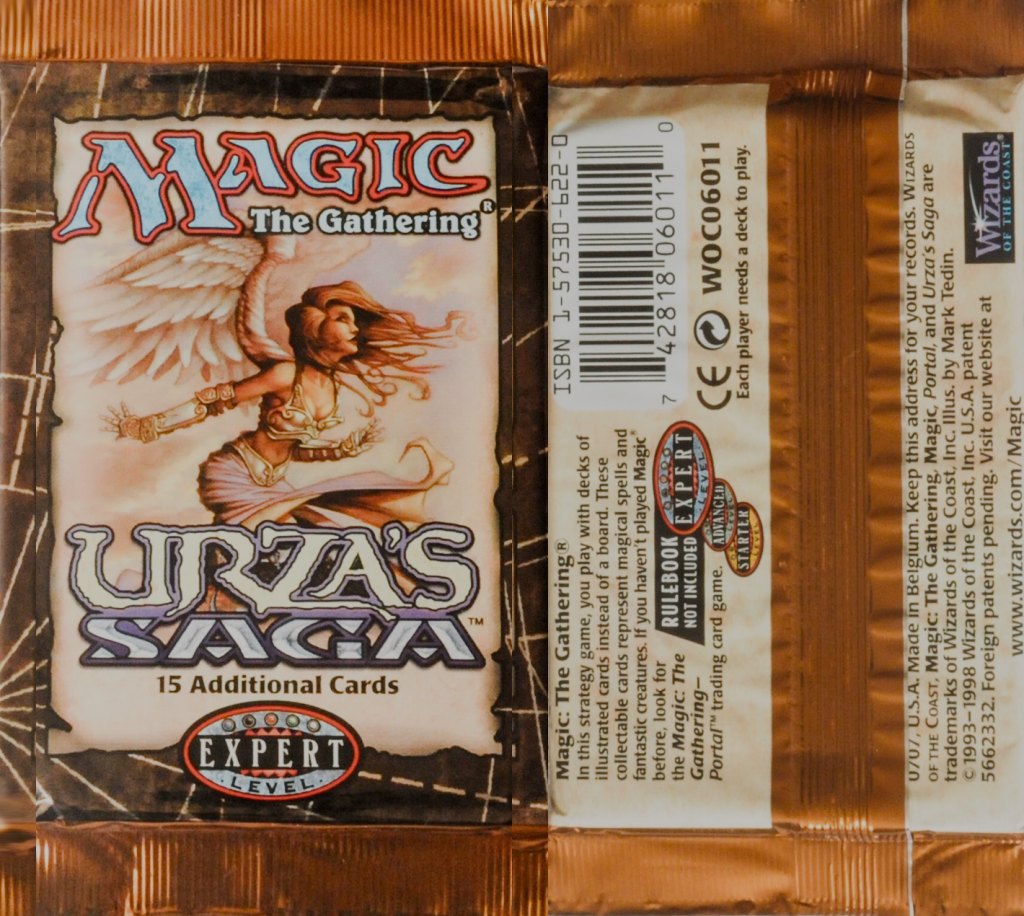 MAGIC
The Gathering®
URZA'S
SAGA™
15 Additional Cards
EXPERT
LEVEL
ISBN 1-57530-622-0
7 42818 06011 0
CE WOC06011
Each player needs a deck to play.
Magic: The Gathering®
In this strategy game, you play with decks of
illustrated cards instead of a board. These
collectable cards represent magical spells and
fantastic creatures. If you haven't played Magic®
before, look for
the Magic: The
Gathering–
Portal™ trading card game.
RULEBOOK
NOT INCLUDED
EXPERT
LEVEL
ADVANCED
STARTER
LEVEL
Wizards®
OF THE COAST
U.S.A. Made in Belgium. Keep this address for your records. WIZARDS
OF THE COAST, Magic: The Gathering, Magic, Portal, and Urza's Saga are
trademarks of Wizards of the Coast, Inc. Illus. by Mark Tedin.
© 1993–1998 Wizards of the Coast, Inc. U.S.A. patent
5662332. Foreign patents pending. Visit our website at
www.wizards.com/Magic